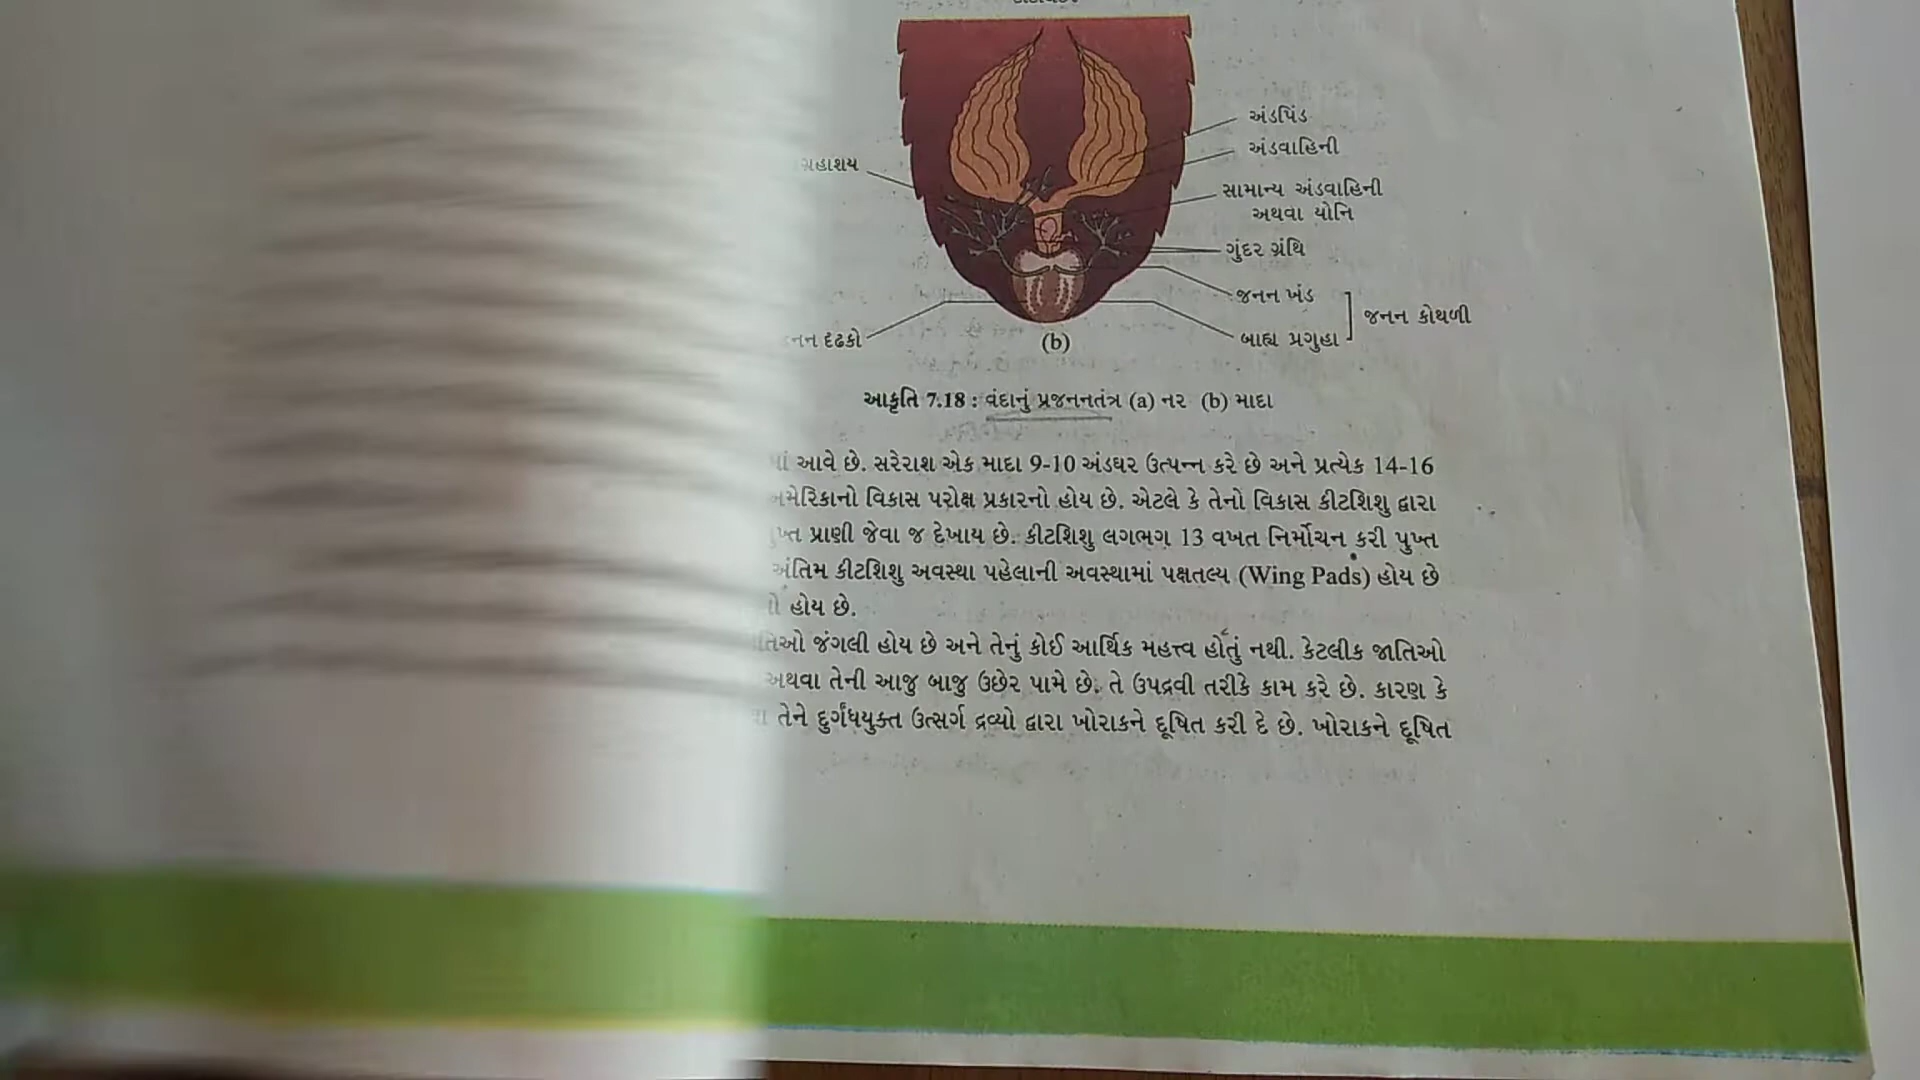 અંડપિંડ
અંડવાહિની
ગ્રહાશય
સામાન્ય અંડવાહિની
અથવા યોનિ
ગુંદર ગ્રંથિ
જનન ખંડ
જનન કોથળી
દઢકો
બાહ્ય પ્રગુહા
(b)
આકૃતિ 7.18 : વંદાનું પ્રજનનતંત્ર (a) નર (b) માદા
આવે છે. સરેરાશ એક માદા 9-10 અંડઘર ઉત્પન્ન કરે છે અને પ્રત્યેક 14-16
વિકાસ પરોક્ષ પ્રકારનો હોય છે. એટલે કે તેનો વિકાસ કીટશિશુ દ્વારા
પ્રાણી જેવા જ દેખાય છે. કીટશિશુ લગભગ 13 વખત નિર્મોચન કરી પુખ્ત
અંતિમ કીટશિશુ અવસ્થા પહેલાની અવસ્થામાં પક્ષતલ્ય (Wing Pads) હોય છે
હોય છે.
જંગલી હોય છે અને તેનું કોઈ આર્થિક મહત્ત્વ હોતું નથી. કેટલીક જાતિઓ
અથવા તેની આજુ બાજુ ઉછેર પામે છે. તે ઉપદ્રવી તરીકે કામ કરે છે. કારણ કે
તેને દુર્ગંધયુક્ત ઉત્સર્ગ દ્રવ્યો દ્વારા ખોરાકને દૂષિત કરી દે છે. ખોરાકને દૂષિત